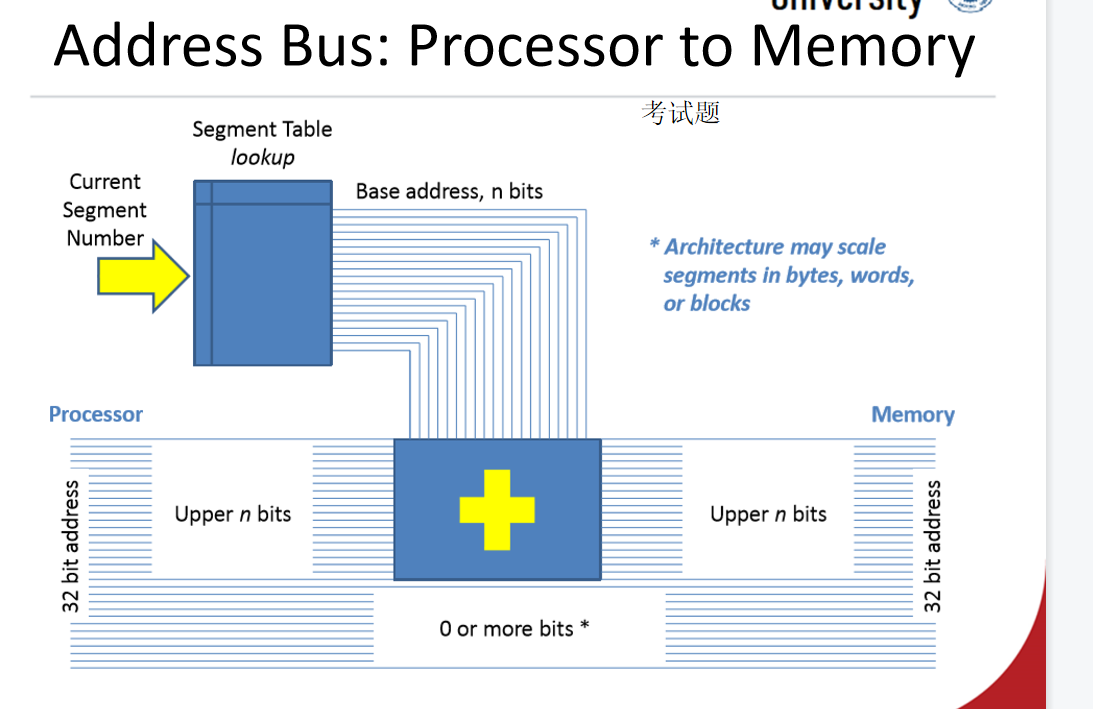 University
Address Bus: Processor to Memory
考试题
Segment Table
lookup
Current
Segment
Number
Base address, n bits
* Architecture may scale
segments in bytes, words,
or blocks
Processor
Memory
32 bit address
Upper n bits
Upper n bits
32 bit address
0 or more bits *